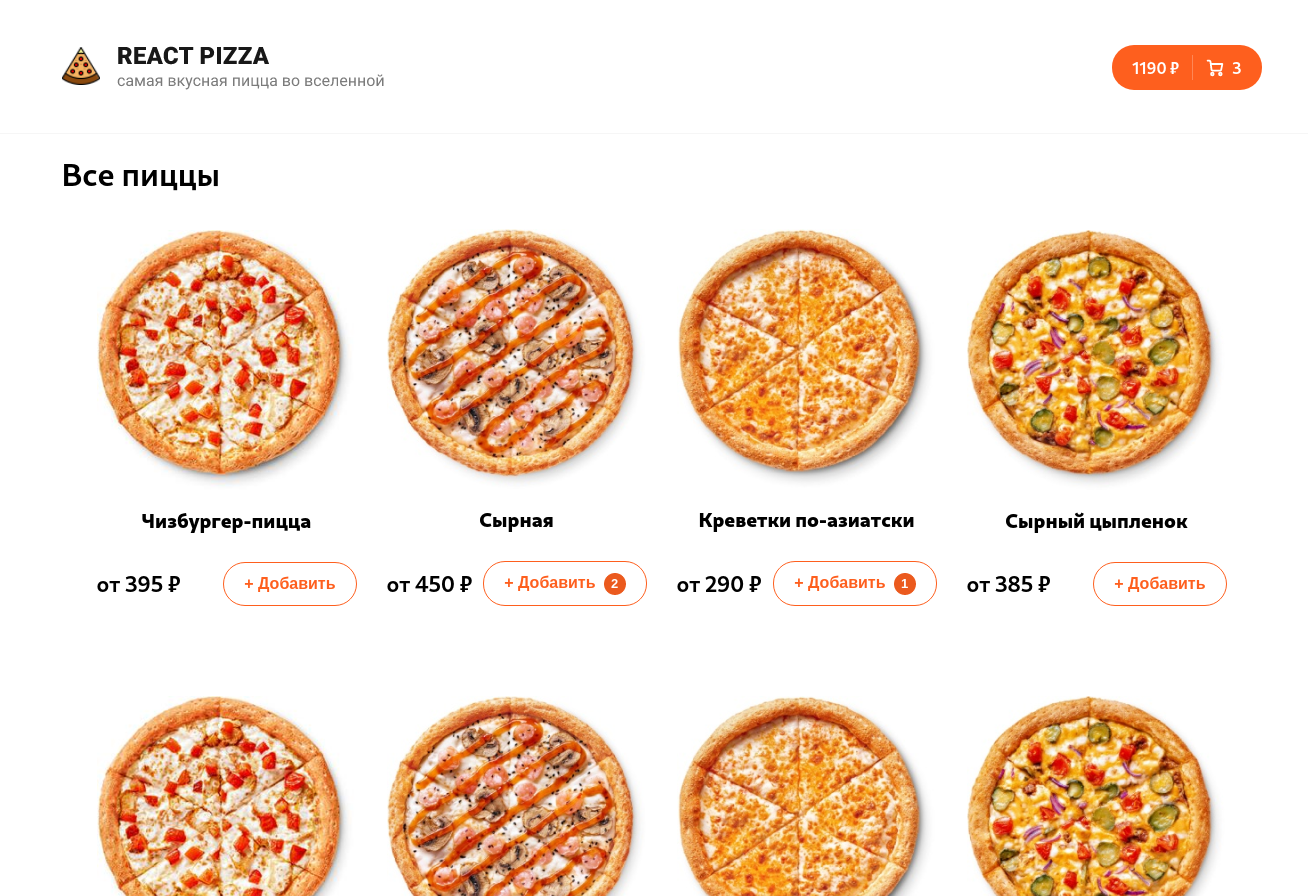 REACT PIZZA
самая вкусная пицца во вселенной
1190 ₽ 3
Все пиццы
Чизбургер-пицца
Сырная
Креветки по-азиатски
Сырный цыпленок
от 395 ₽
+ Добавить
от 450 ₽
+ Добавить 2
от 290 ₽
+ Добавить 1
от 385 ₽
+ Добавить